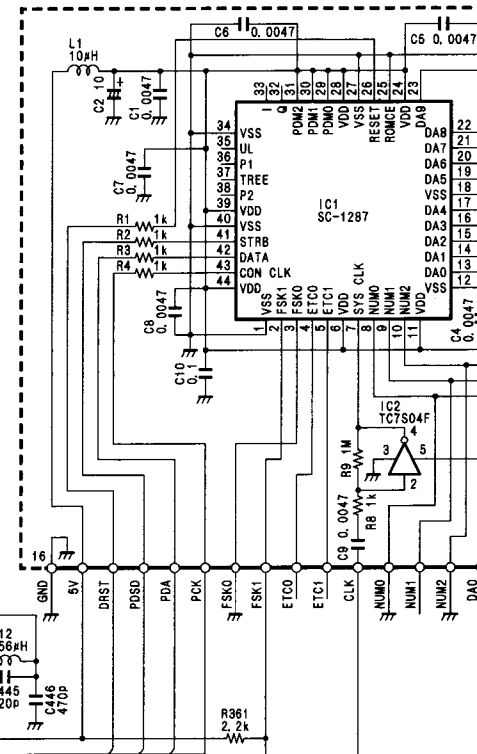 C6 0.0047
C5 0.0047
L1
10μH
C2 10 +
C1 0.0047
33 32 31 30 29 28 27 26 25 24 23
I Q PDM2 PDM1 PDM0 VDD VSS RESET ROMCE VDD DA9
34 VSS
35 UL
36 P1
37 TREE
38 P2
39 VDD
40 VSS
41 STRB
42 DATA
43 CON CLK
44 VDD
IC1
SC-1287
DA8 22
DA7 21
DA6 20
DA5 19
VSS 18
DA4 17
DA3 16
DA2 15
DA1 14
DA0 13
VSS 12
C7 0.0047
R1 1k
R2 1k
R3 1k
R4 1k
VSS FSK1 FSK0 ETC0 ETC1 VDD SYS CLK NUM0 NUM1 NUM2 VDD
1 2 3 4 5 6 7 8 9 10 11
C8 0.0047
C4 0.0047
C10 0.1
IC2
TC7S04F
4
3 5
2
R9 1M
R8 1k
C9 0.0047
16
GND 5V DRST PDSD PDA PCK FSK0 FSK1 ETC0 ETC1 CLK NUM0 NUM1 NUM2 DA0
12
56μH
445
20p
C446
470p
R361
2.2k